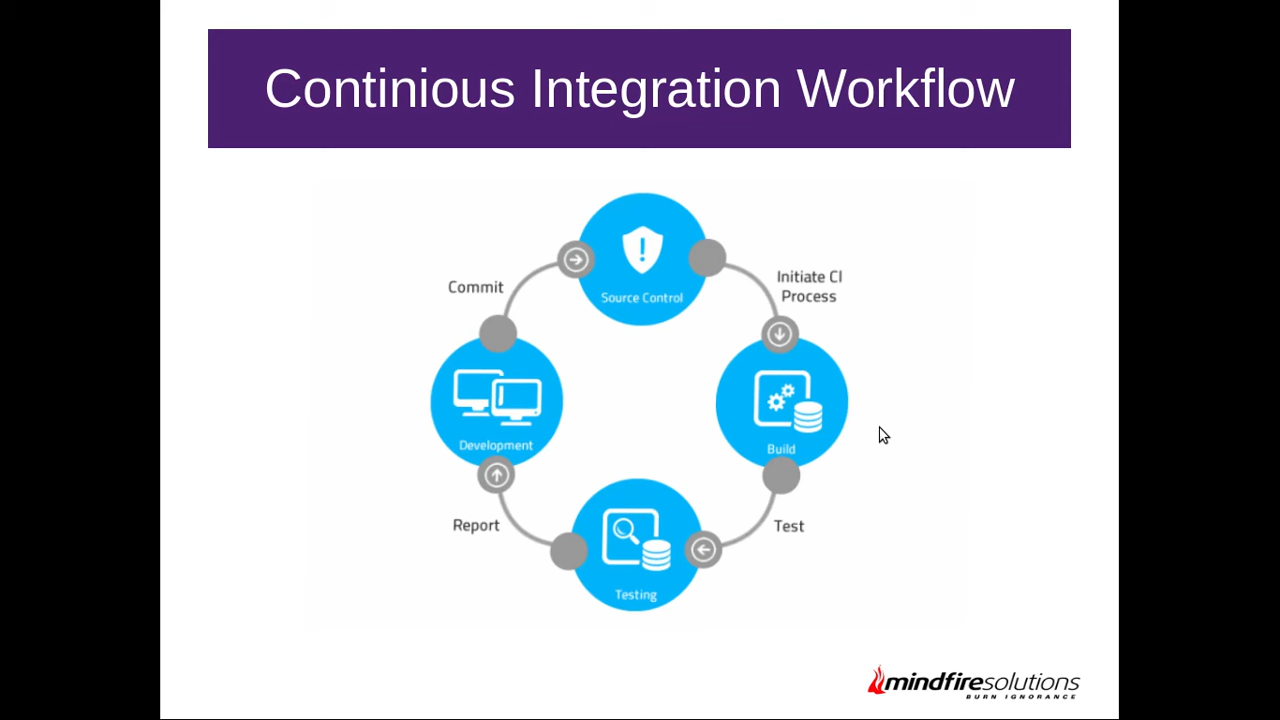 Continious Integration Workflow
Source Control
Commit
Initiate CI
Process
Development
Build
Report
Test
Testing
mindfiresolutions
BURN IGNORANCE